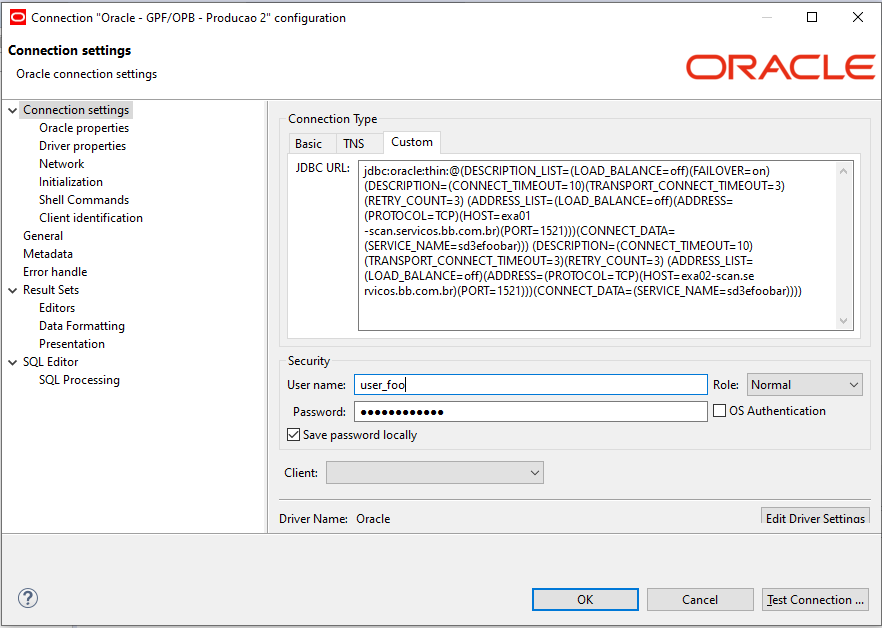 Connection "Oracle - GPF/OPB - Producao 2" configuration
Connection settings
Oracle connection settings
ORACLE
Connection settings
Oracle properties
Driver properties
Network
Initialization
Shell Commands
Client identification
General
Metadata
Error handle
Result Sets
Editors
Data Formatting
Presentation
SQL Editor
SQL Processing
Connection Type
Basic TNS Custom
JDBC URL: jdbc:oracle:thin:@(DESCRIPTION_LIST=(LOAD_BALANCE=off)(FAILOVER=on)
(DESCRIPTION=(CONNECT_TIMEOUT=10)(TRANSPORT_CONNECT_TIMEOUT=3)
(RETRY_COUNT=3) (ADDRESS_LIST=(LOAD_BALANCE=off)(ADDRESS=
(PROTOCOL=TCP)(HOST=exa01
-scan.servicos.bb.com.br)(PORT=1521)))(CONNECT_DATA=
(SERVICE_NAME=sd3efoobar))) (DESCRIPTION=(CONNECT_TIMEOUT=10)
(TRANSPORT_CONNECT_TIMEOUT=3)(RETRY_COUNT=3) (ADDRESS_LIST=
(LOAD_BALANCE=off)(ADDRESS=(PROTOCOL=TCP)(HOST=exa02-scan.se
rvicos.bb.com.br)(PORT=1521)))(CONNECT_DATA=(SERVICE_NAME=sd3efoobar))))
Security
User name: user_foo Role: Normal
Password: ●●●●●●●●●●●● OS Authentication
Save password locally
Client:
Driver Name: Oracle Edit Driver Settings
? OK Cancel Test Connection ...